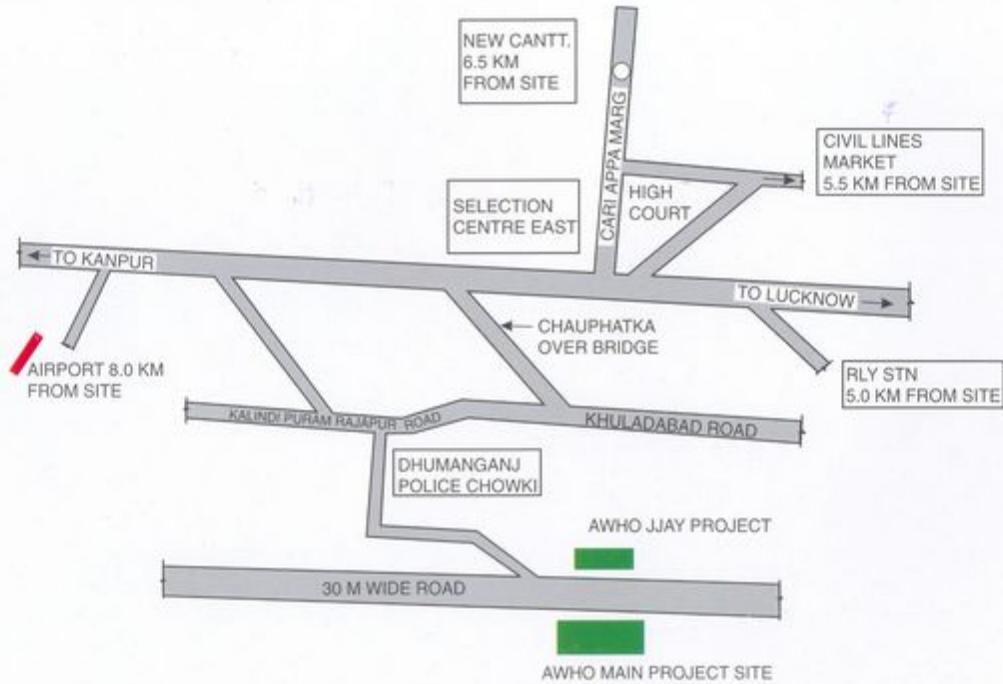 NEW CANTT.
6.5 KM
FROM SITE
CARI APPA MARG
CIVIL LINES
MARKET
5.5 KM FROM SITE
SELECTION
CENTRE EAST
HIGH
COURT
TO KANPUR
TO LUCKNOW
CHAUPHATKA
OVER BRIDGE
AIRPORT 8.0 KM
FROM SITE
RLY STN
5.0 KM FROM SITE
KALINDI PURAM RAJAPUR ROAD
KHULADABAD ROAD
DHUMANGANJ
POLICE CHOWKI
AWHO JJAY PROJECT
30 M WIDE ROAD
AWHO MAIN PROJECT SITE